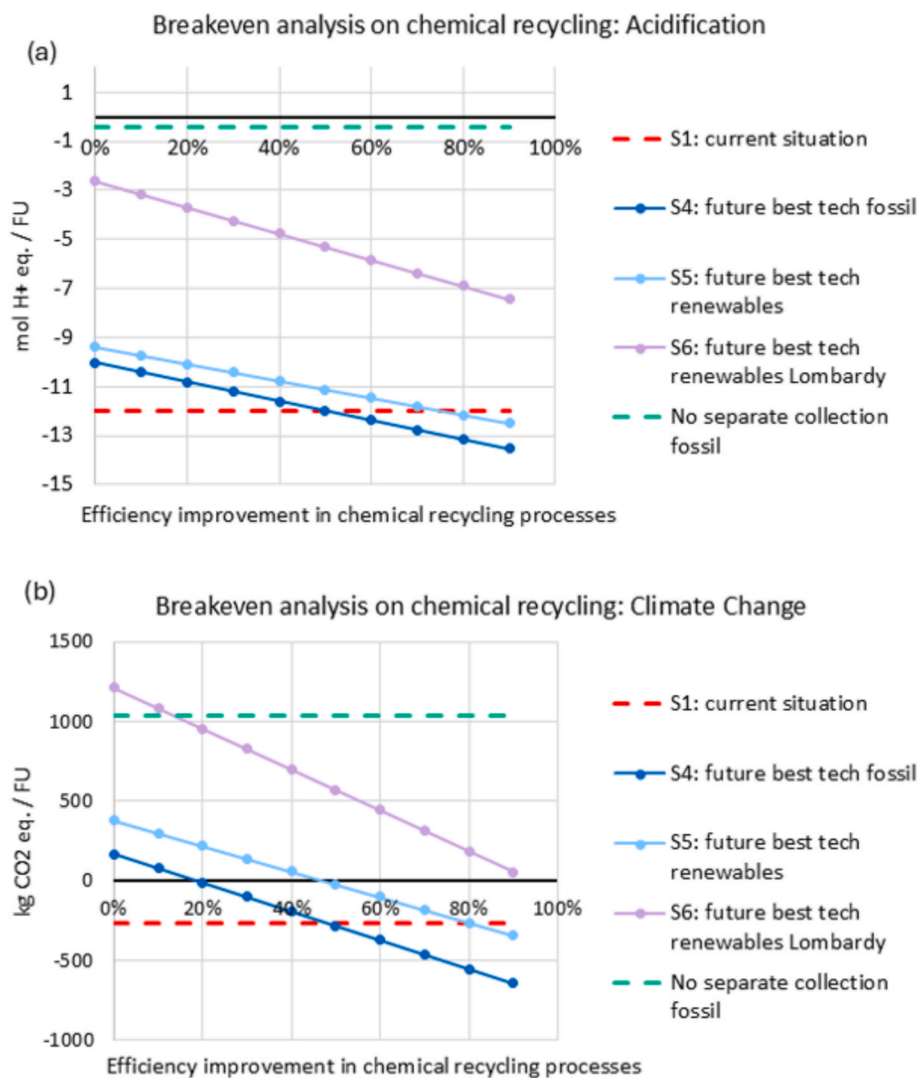 Breakeven analysis on chemical recycling: Acidification
(a)
1
-1
0% 20% 40% 60% 80% 100%
-3
-5
-7
-9
-11
-13
-15
mol H+ eq. / FU
Efficiency improvement in chemical recycling processes
S1: current situation
S4: future best tech fossil
S5: future best tech
renewables
S6: future best tech
renewables Lombardy
No separate collection
fossil
(b)
Breakeven analysis on chemical recycling: Climate Change
1500
1000
500
0
0% 20% 40% 60% 80% 100%
-500
-1000
kg CO2 eq. / FU
Efficiency improvement in chemical recycling processes
S1: current situation
S4: future best tech fossil
S5: future best tech
renewables
S6: future best tech
renewables Lombardy
No separate collection
fossil